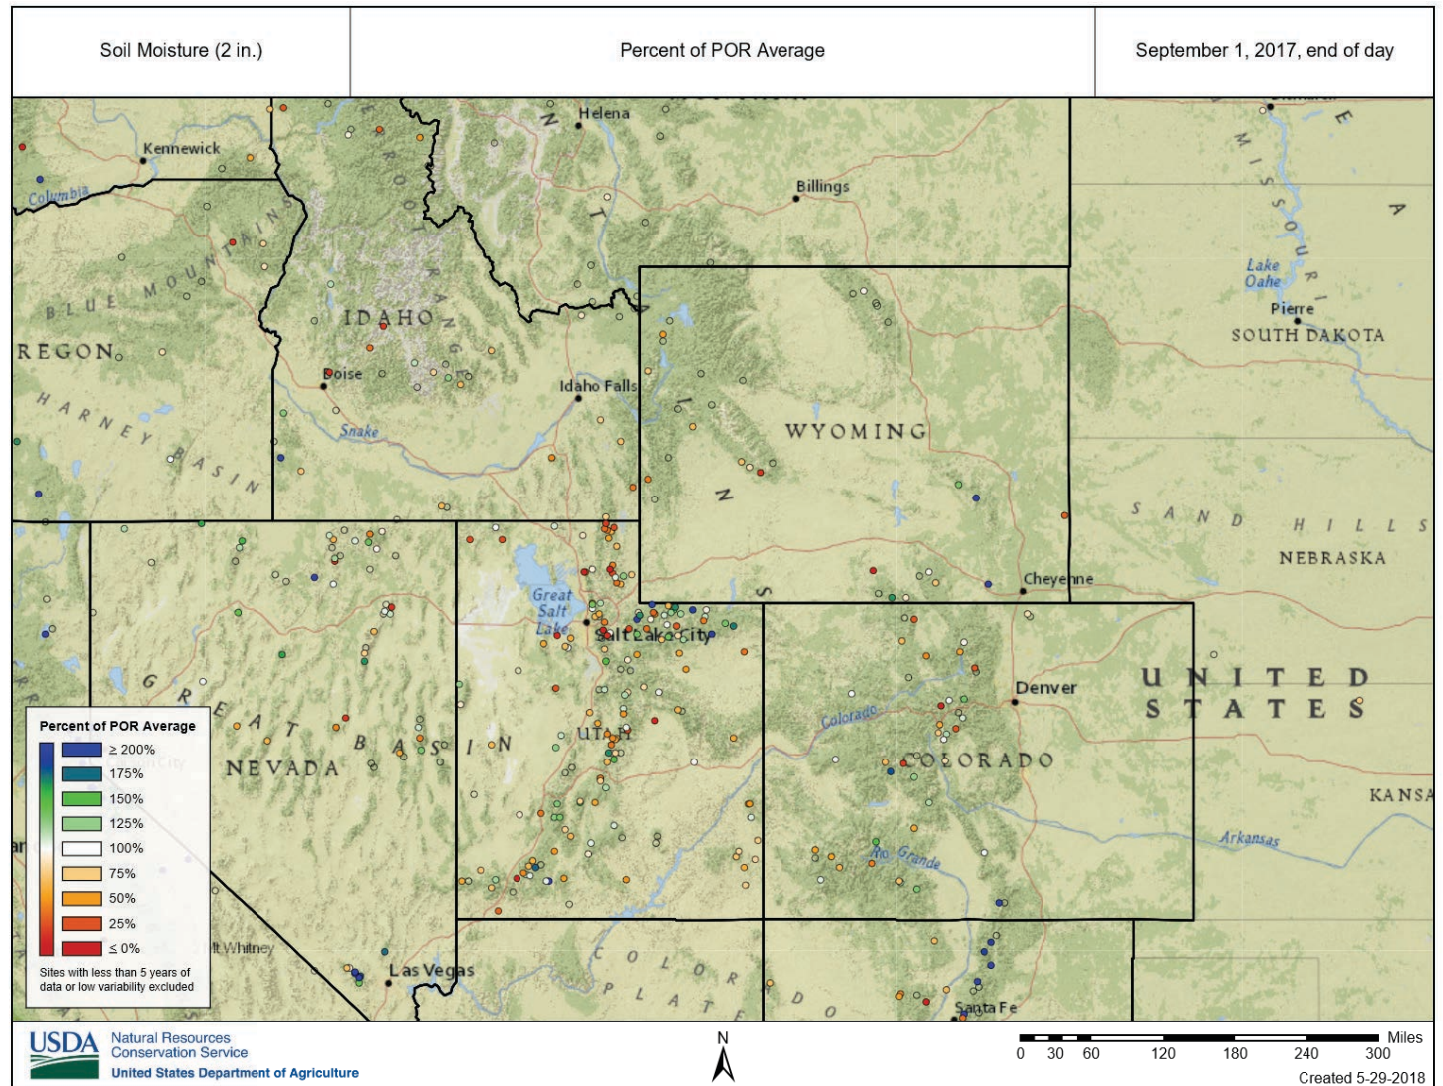 Soil Moisture (2 in.)
Percent of POR Average
September 1, 2017, end of day
Helena
Kennewick
Columbia
Billings
BLUE MOUNTAINS
MISSOURI
Lake
Oahe
Pierre
SOUTH DAKOTA
IDAHO
Boise
Idaho Falls
HARNEY BASIN
Snake
WYOMING
SAND HILLS
NEBRASKA
Cheyenne
Great
Salt
Lake
Salt Lake City
UNITED
STATES
Denver
Colorado
COLORADO
GREAT BASIN
NEVADA
UTAH
KANSA
Arkansas
Rio Grande
Mt Whitney
Las Vegas
COLORADO
PLATE
Santa Fe
Percent of POR Average
≥ 200%
175%
150%
125%
100%
75%
50%
25%
≤ 0%
Sites with less than 5 years of
data or low variability excluded
USDA
Natural Resources
Conservation Service
United States Department of Agriculture
N
Miles
0 30 60 120 180 240 300
Created 5-29-2018